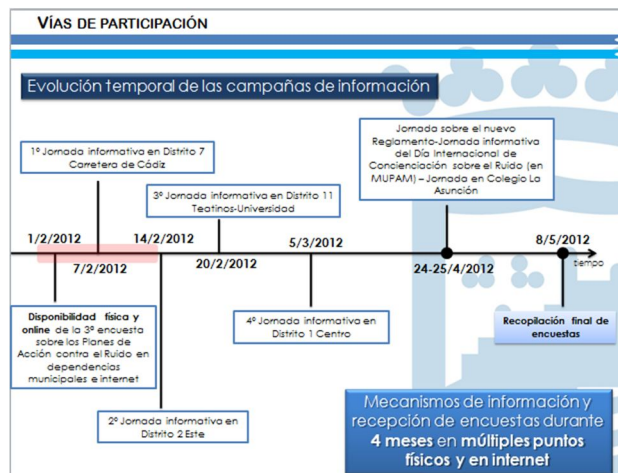 VÍAS DE PARTICIPACIÓN
Evolución temporal de las campañas de información
1º Jornada informativa en Distrito 7
Carretera de Cádiz
3º Jornada informativa en Distrito 11
Teatinos-Universidad
Jornada sobre el nuevo
Reglamento-Jornada informativa
del Día Internacional de
Concienciación sobre el Ruido (en
MUPAM) – Jornada en Colegio La
Asunción
1/2/2012
14/2/2012
5/3/2012
8/5/2012
7/2/2012
20/2/2012
24-25/4/2012
tiempo
Disponibilidad física y
online de la 3º encuesta
sobre los Planes de
Acción contra el Ruido en
dependencias
municipales e internet
2º Jornada informativa en
Distrito 2 Este
4º Jornada informativa en
Distrito 1 Centro
Recopilación final de
encuestas
Mecanismos de información y
recepción de encuestas durante
4 meses en múltiples puntos
físicos y en internet